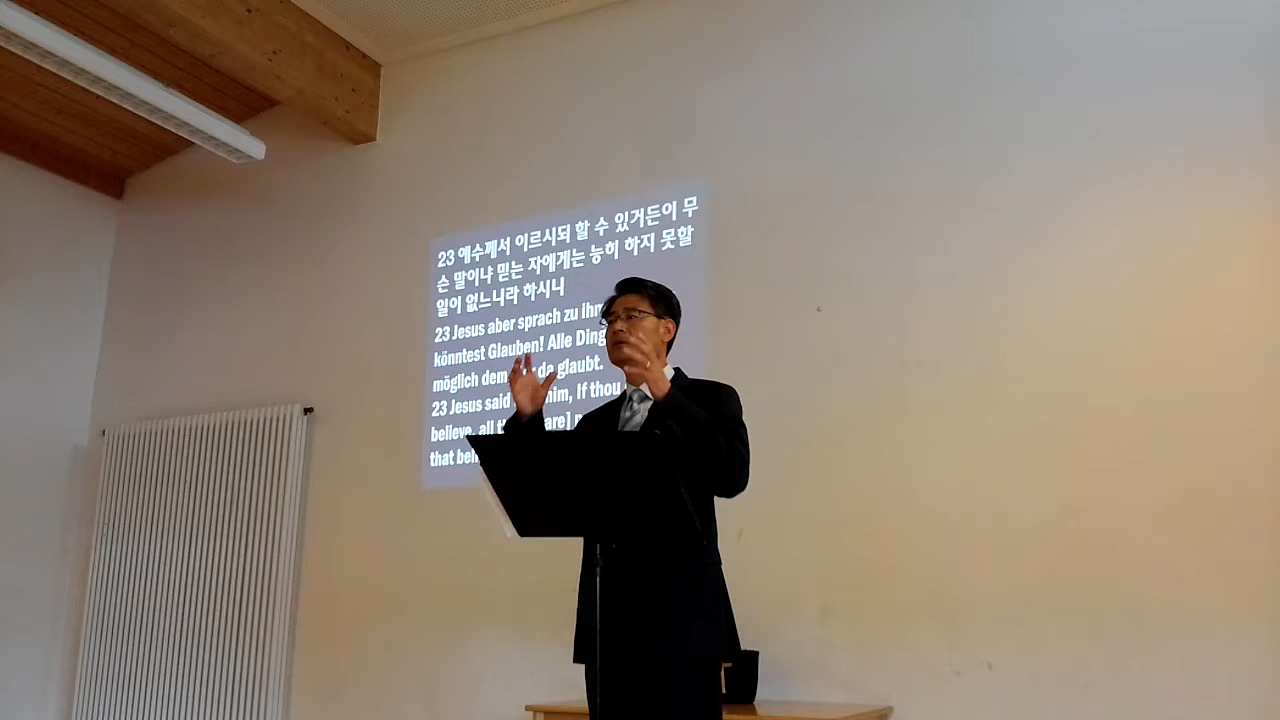 23 예수께서 이르시되 할 수 있거든이 무
슨 말이냐 믿는 자에게는 능히 하지 못할
일이 없느니라 하시니
23 Jesus aber sprach zu ihm
könntest Glauben! Alle Ding
möglich dem da glaubt.
23 Jesus said him, If thou
believe, all are]
that